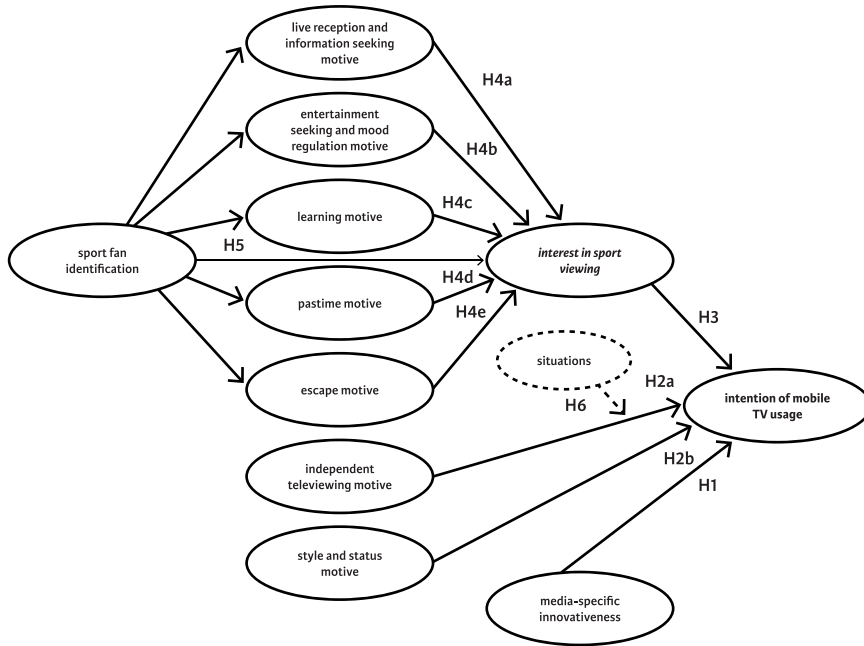 live reception and
information seeking
motive
H4a
entertainment
seeking and mood
regulation motive
H4b
learning motive
H4c
H5
sport fan
identification
interest in sport
viewing
pastime motive
H4d
H4e
H3
situations
escape motive
H2a
H6
intention of mobile
TV usage
independent
televiewing motive
H2b
H1
style and status
motive
media-specific
innovativeness